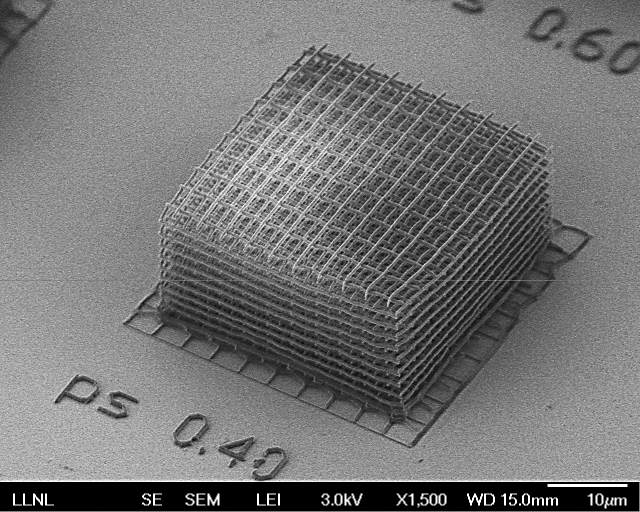 0.60
ps 0.40
LLNL SE SEM LEI 3.0kV X1,500 WD 15.0mm 10µm